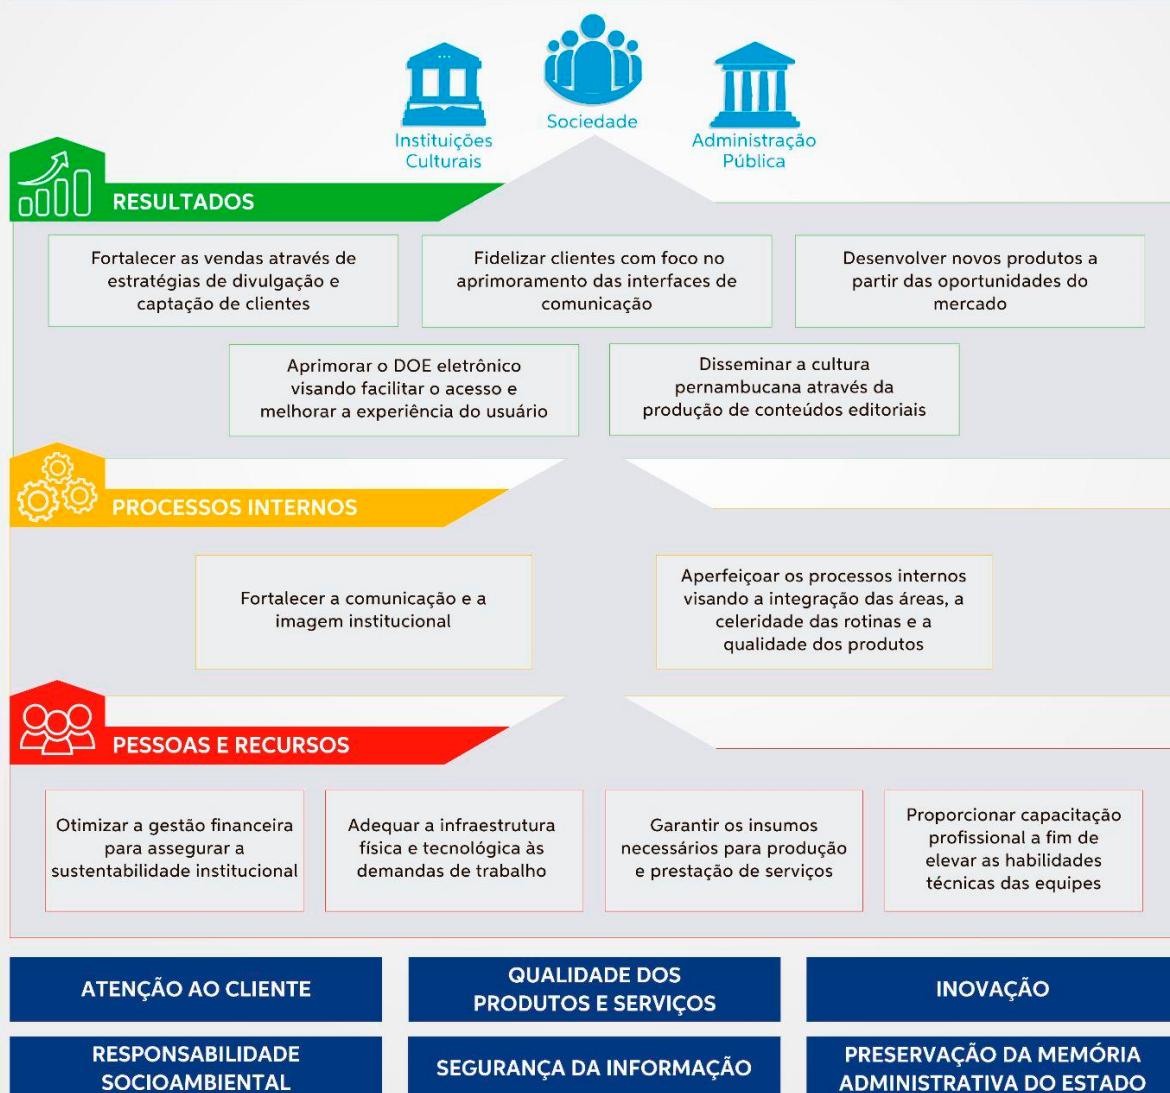 Sociedade
Instituições
Culturais
Administração
Pública
RESULTADOS
Fortalecer as vendas através de
estratégias de divulgação e
captação de clientes
Fidelizar clientes com foco no
aprimoramento das interfaces de
comunicação
Desenvolver novos produtos a
partir das oportunidades do
mercado
Aprimorar o DOE eletrônico
visando facilitar o acesso e
melhorar a experiência do usuário
Disseminar a cultura
pernambucana através da
produção de conteúdos editoriais
PROCESSOS INTERNOS
Fortalecer a comunicação e a
imagem institucional
Aperfeiçoar os processos internos
visando a integração das áreas, a
celeridade das rotinas e a
qualidade dos produtos
PESSOAS E RECURSOS
Otimizar a gestão financeira
para assegurar a
sustentabilidade institucional
Adequar a infraestrutura
física e tecnológica às
demandas de trabalho
Garantir os insumos
necessários para produção
e prestação de serviços
Proporcionar capacitação
profissional a fim de
elevar as habilidades
técnicas das equipes
ATENÇÃO AO CLIENTE
QUALIDADE DOS
PRODUTOS E SERVIÇOS
INOVAÇÃO
RESPONSABILIDADE
SOCIOAMBIENTAL
SEGURANÇA DA INFORMAÇÃO
PRESERVAÇÃO DA MEMÓRIA
ADMINISTRATIVA DO ESTADO